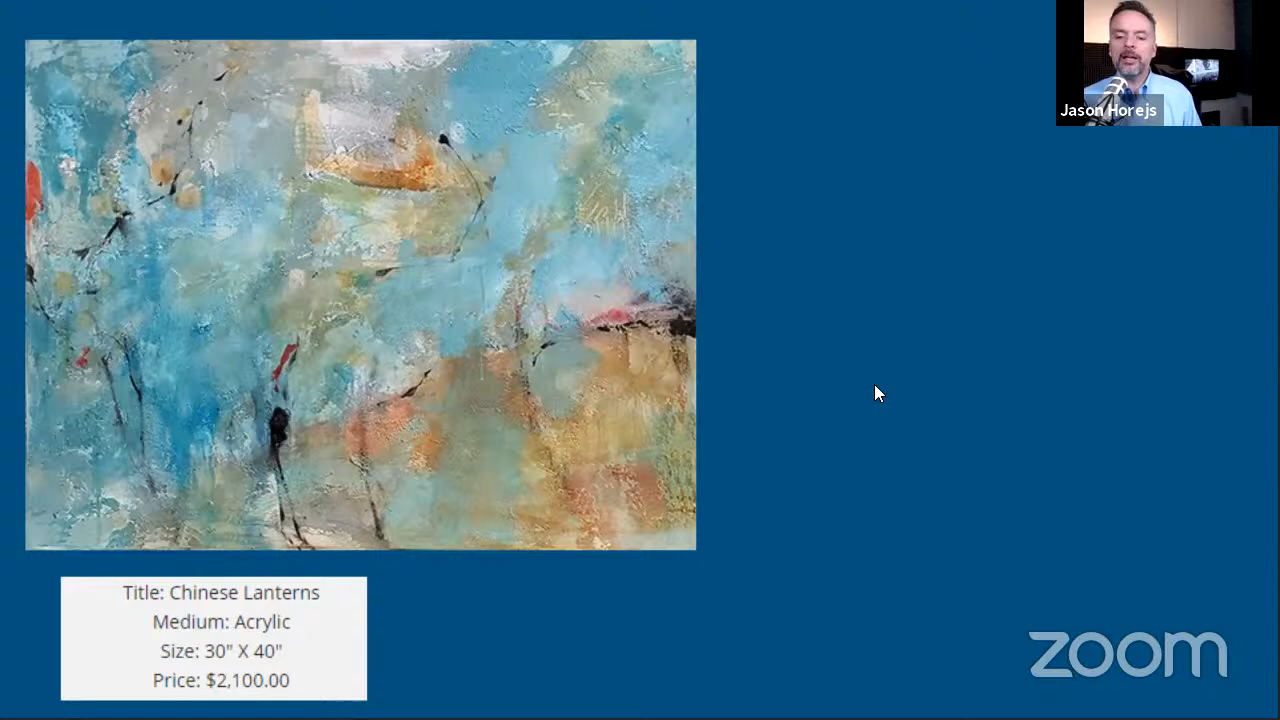 Jason Horejs
Title: Chinese Lanterns
Medium: Acrylic
Size: 30" X 40"
Price: $2,100.00
zoom